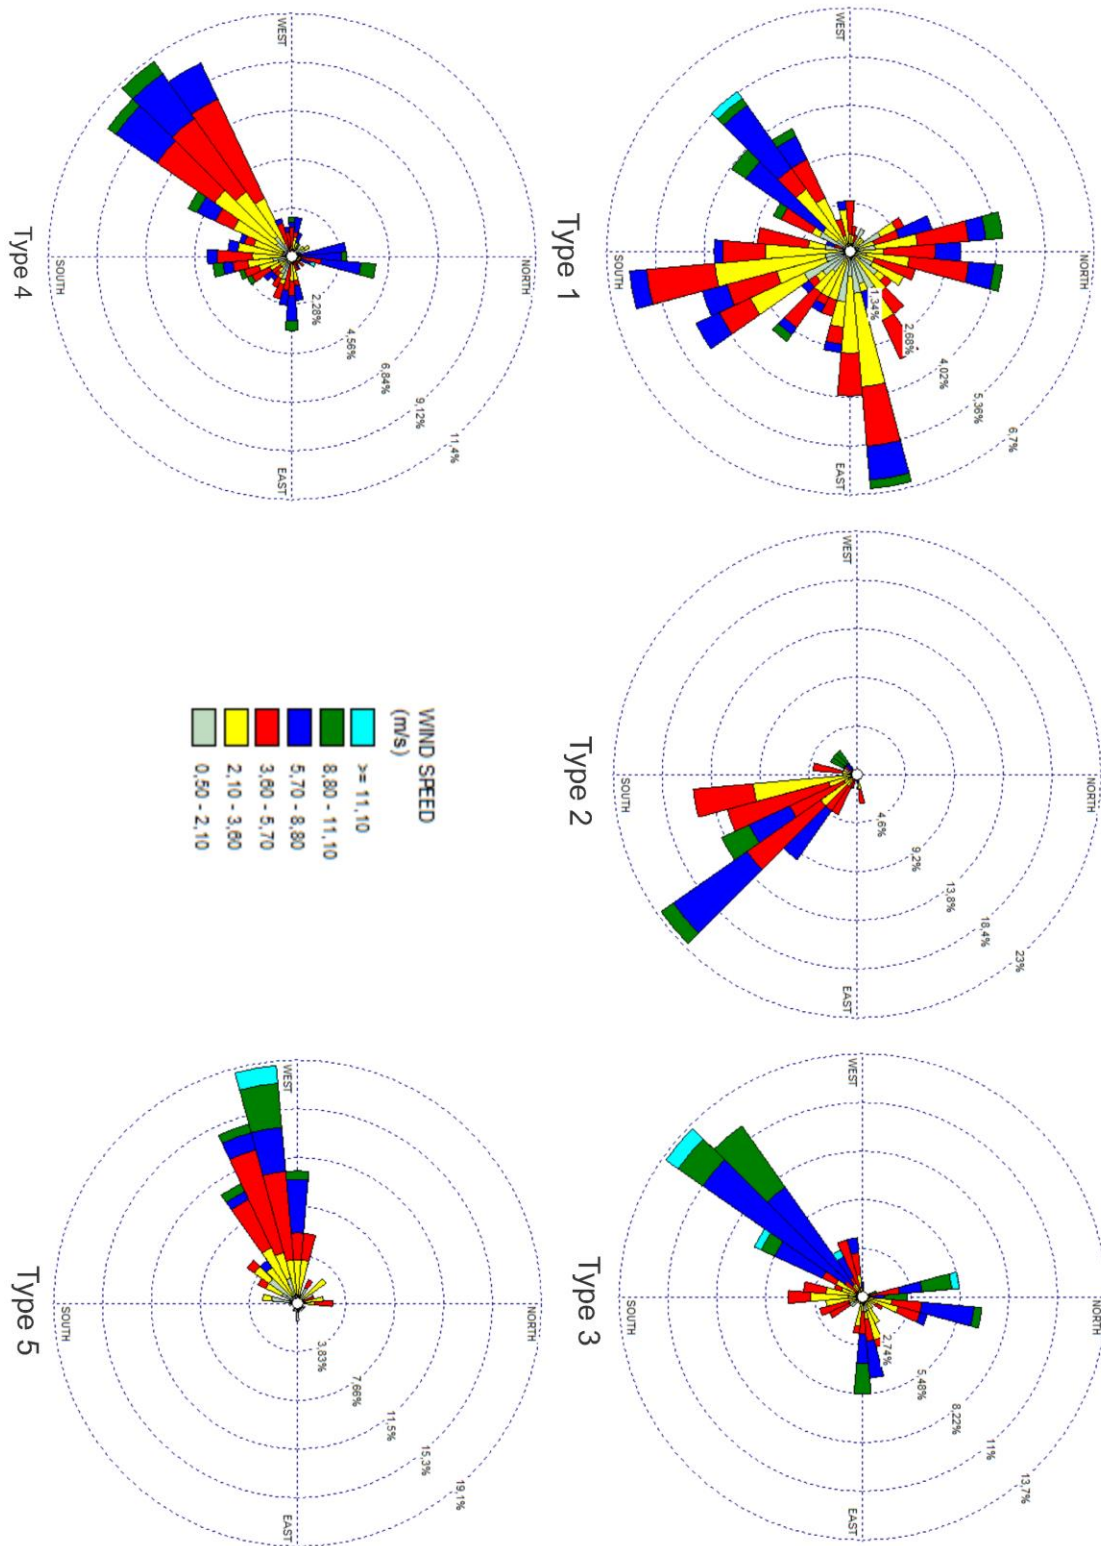 NORTH
WEST
EAST
SOUTH
1,34%
2,68%
4,02%
5,36%
6,7%
Type 1
NORTH
WEST
EAST
SOUTH
4,6%
9,2%
13,8%
18,4%
23%
Type 2
NORTH
WEST
EAST
SOUTH
2,74%
5,48%
8,22%
11%
13,7%
Type 3
NORTH
WEST
EAST
SOUTH
2,28%
4,56%
6,84%
9,12%
11,4%
Type 4
WIND SPEED
(m/s)
>= 11,10
8,80 - 11,10
5,70 - 8,80
3,60 - 5,70
2,10 - 3,60
0,50 - 2,10
NORTH
WEST
EAST
SOUTH
3,83%
7,66%
11,5%
15,3%
19,1%
Type 5